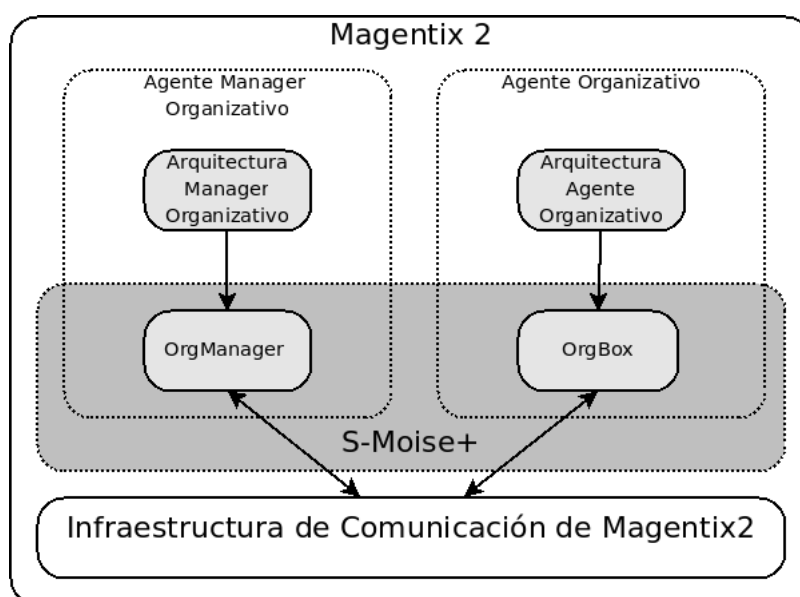 Magentix 2
Agente Manager
Organizativo
Agente Organizativo
Arquitectura
Manager
Organizativo
Arquitectura
Agente
Organizativo
OrgManager
OrgBox
S-Moise+
Infraestructura de Comunicación de Magentix2